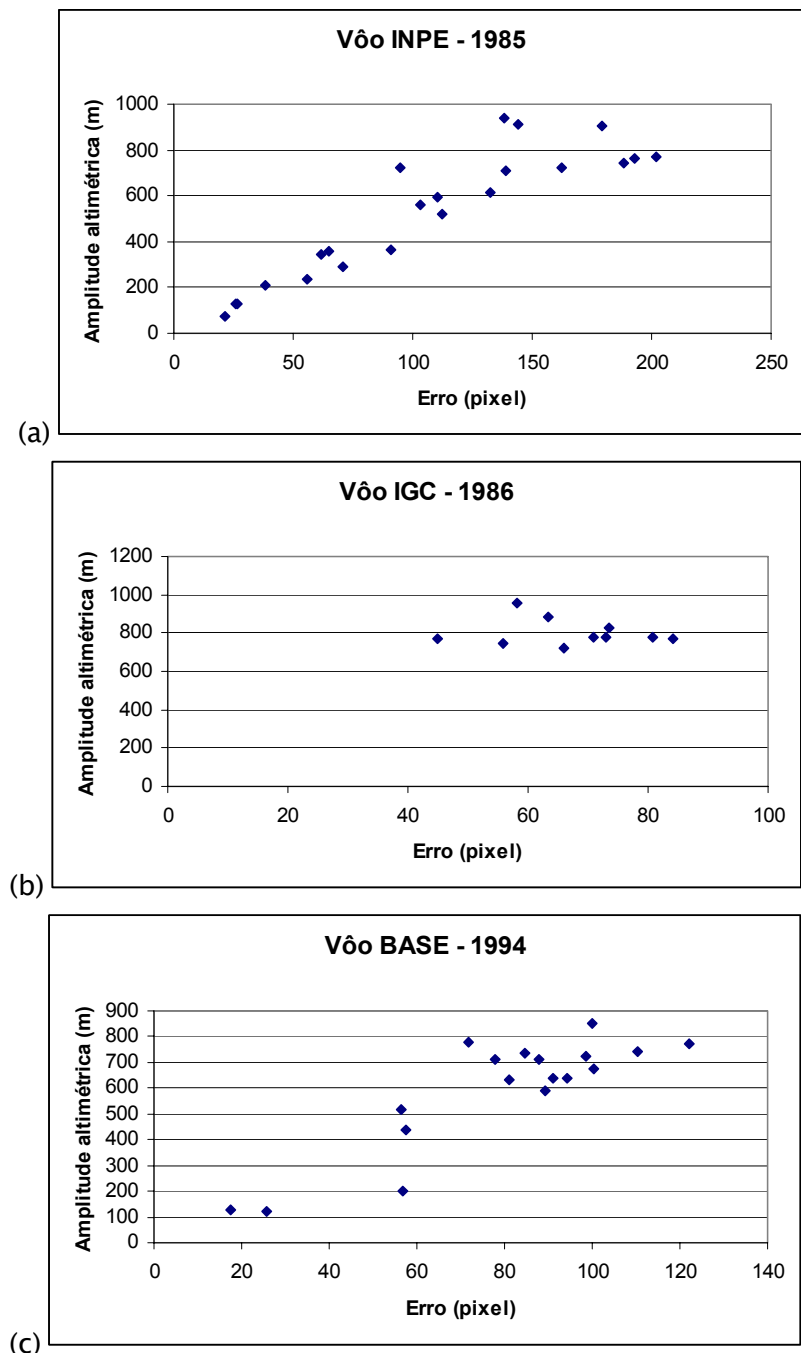 Vôo INPE - 1985
Amplitude altimétrica (m)
1000
800
600
400
200
0
0 50 100 150 200 250
Erro (pixel)
(a)
Vôo IGC - 1986
Amplitude altimétrica (m)
1200
1000
800
600
400
200
0
0 20 40 60 80 100
Erro (pixel)
(b)
Vôo BASE - 1994
Amplitude altimétrica (m)
900
800
700
600
500
400
300
200
100
0
0 20 40 60 80 100 120 140
Erro (pixel)
(c)